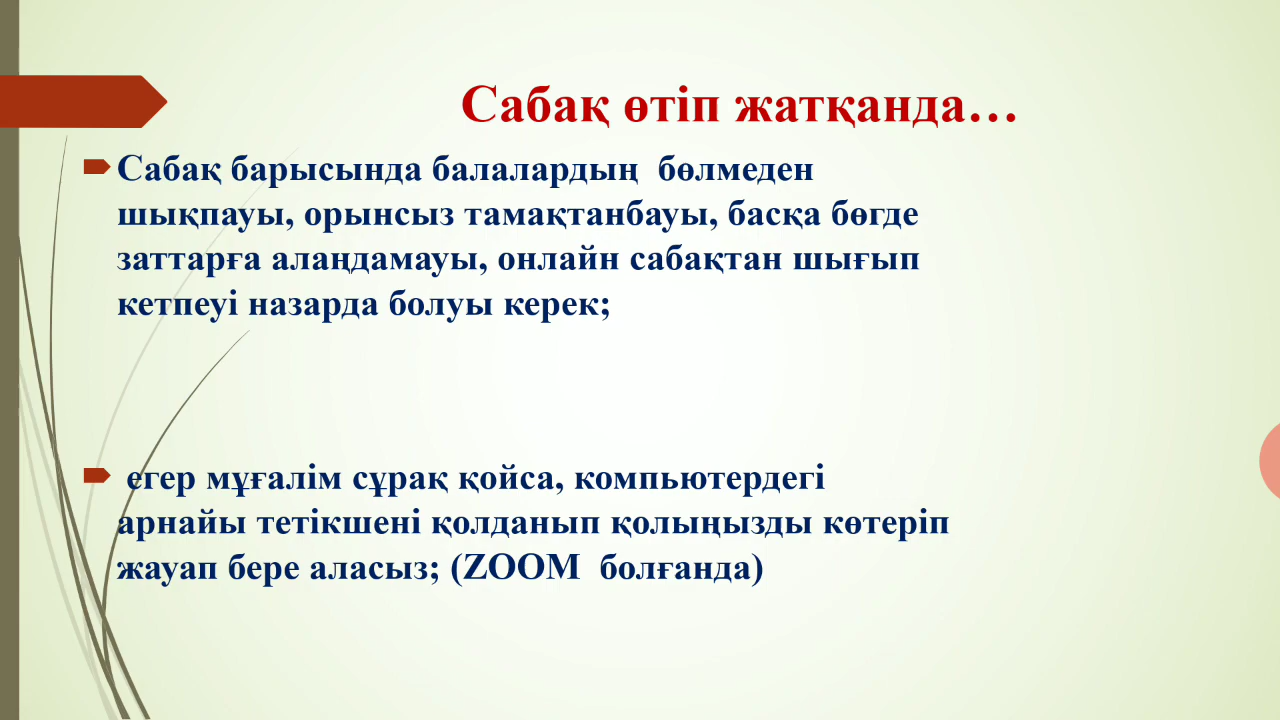 Сабақ өтіп жатқанда…
Сабақ барысында балалардың  бөлмеден
шықпауы, орынсыз тамақтанбауы, басқа бөгде
заттарға алаңдамауы, онлайн сабақтан шығып
кетпеуі назарда болуы керек;
егер мұғалім сұрақ қойса, компьютердегі
арнайы тетікшені қолданып қолыңызды көтеріп
жауап бере аласыз; (ZOOM  болғанда)